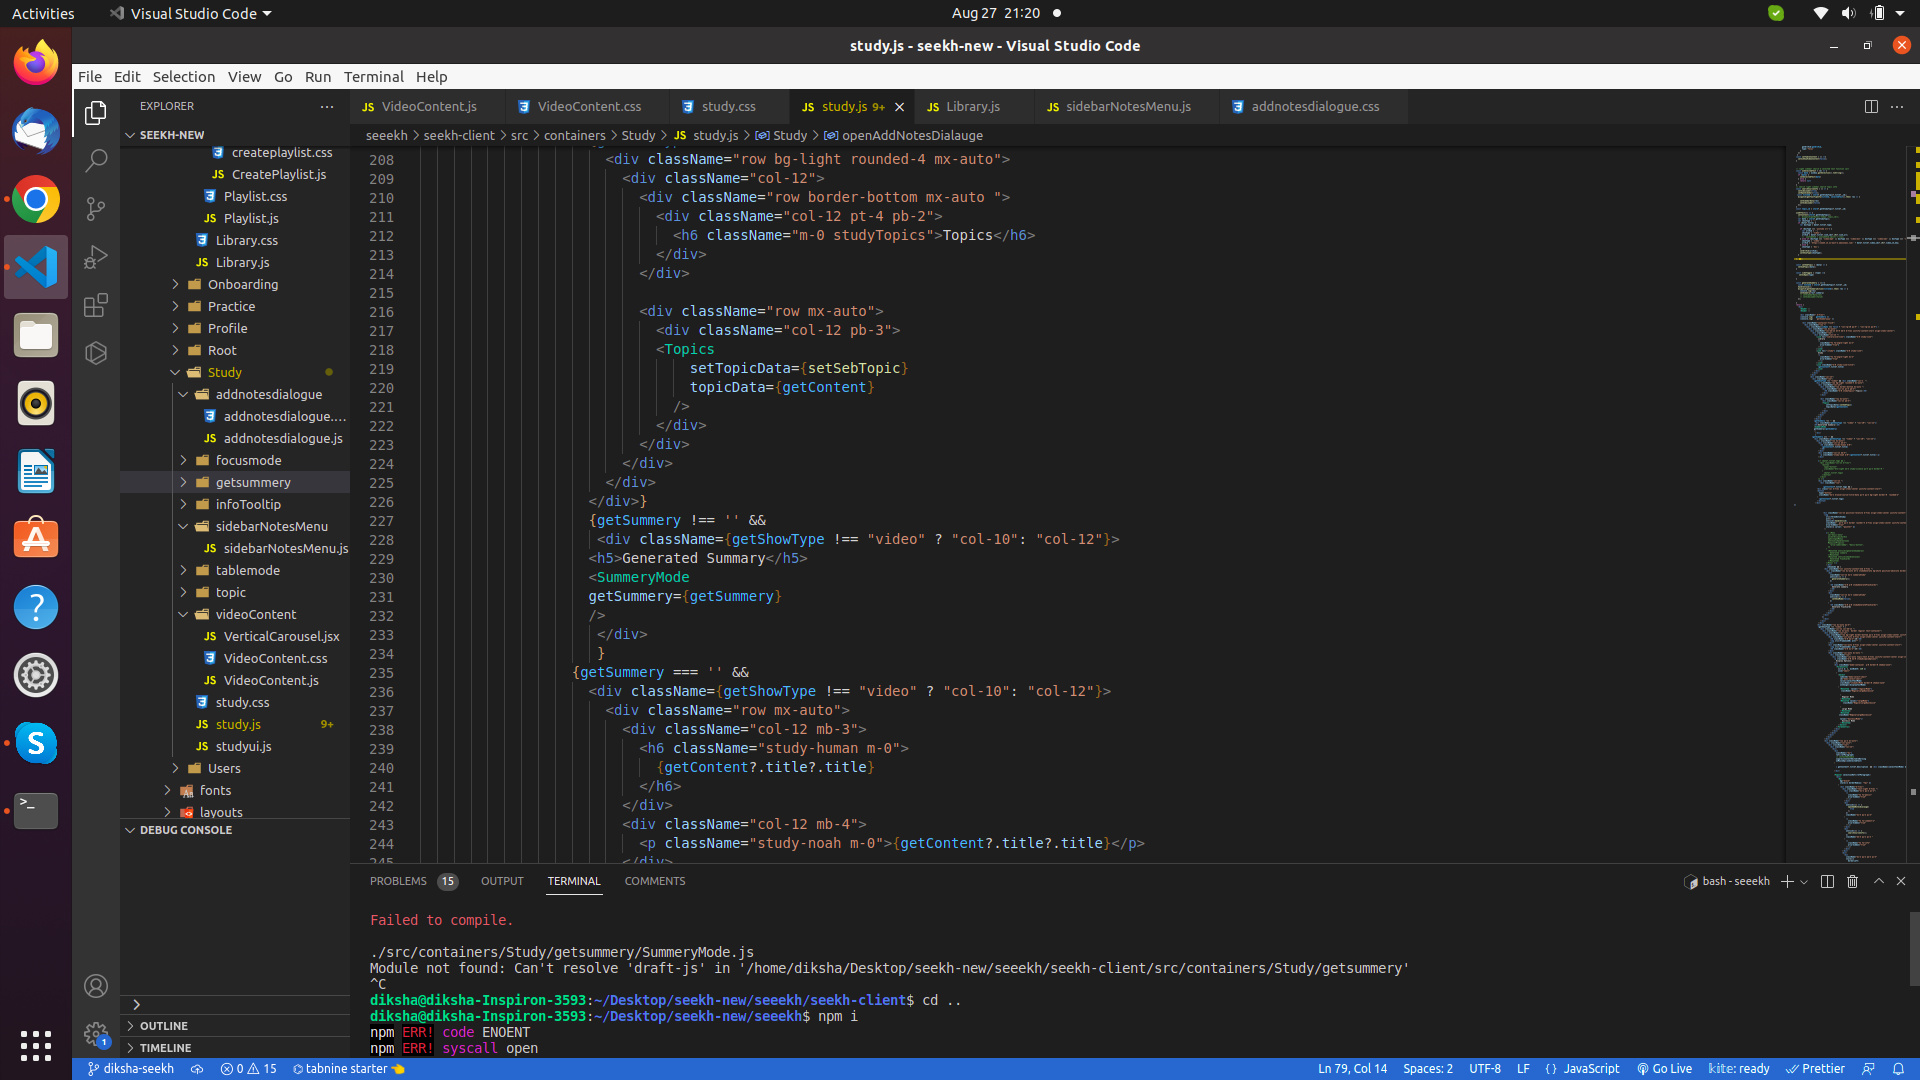 Activities
Visual Studio Code
Aug 27 21:20
study.js - seekh-new - Visual Studio Code
File Edit Selection View Go Run Terminal Help
EXPLORER
SEEKH-NEW
createplaylist.css
CreatePlaylist.js
Playlist.css
Playlist.js
Library.css
Library.js
Onboarding
Practice
Profile
Root
Study
addnotesdialogue
addnotesdialogue....
addnotesdialogue.js
focusmode
getsummery
infoTooltip
sidebarNotesMenu
sidebarNotesMenu.js
tablemode
topic
videoContent
VerticalCarousel.jsx
VideoContent.css
VideoContent.js
study.css
study.js 9+
studyui.js
Users
fonts
layouts
DEBUG CONSOLE
OUTLINE
TIMELINE
VideoContent.js VideoContent.css study.css study.js 9+ Library.js sidebarNotesMenu.js addnotesdialogue.css
seeekh > seekh-client > src > containers > Study > JS study.js > Study > openAddNotesDialauge
208 <div className="row bg-light rounded-4 mx-auto">
209 <div className="col-12">
210 <div className="row border-bottom mx-auto ">
211 <div className="col-12 pt-4 pb-2">
212 <h6 className="m-0 studyTopics">Topics</h6>
213 </div>
214 </div>
215
216 <div className="row mx-auto">
217 <div className="col-12 pb-3">
218 <Topics
219 setTopicData={setSebTopic}
220 topicData={getContent}
221 />
222 </div>
223 </div>
224 </div>
225 </div>
226 </div>}
227 {getSummery !== '' &&
228 <div className={getShowType !== "video" ? "col-10": "col-12"}>
229 <h5>Generated Summary</h5>
230 <SummeryMode
231 getSummery={getSummery}
232 />
233 </div>
234 }
235 {getSummery === '' &&
236 <div className={getShowType !== "video" ? "col-10": "col-12"}>
237 <div className="row mx-auto">
238 <div className="col-12 mb-3">
239 <h6 className="study-human m-0">
240 {getContent?.title?.title}
241 </h6>
242 </div>
243 <div className="col-12 mb-4">
244 <p className="study-noah m-0">{getContent?.title?.title}</p>
245 </div>
PROBLEMS 15 OUTPUT TERMINAL COMMENTS
bash - seeekh
Failed to compile.
./src/containers/Study/getsummery/SummeryMode.js
Module not found: Can't resolve 'draft-js' in '/home/diksha/Desktop/seekh-new/seeekh/seekh-client/src/containers/Study/getsummery'
^C
diksha@diksha-Inspiron-3593:~/Desktop/seekh-new/seeekh/seekh-client$ cd ..
diksha@diksha-Inspiron-3593:~/Desktop/seekh-new/seeekh$ npm i
npm ERR! code ENOENT
npm ERR! syscall open
diksha-seekh 0 15 tabnine starter
Ln 79, Col 14 Spaces: 2 UTF-8 LF {} JavaScript Go Live kite: ready Prettier